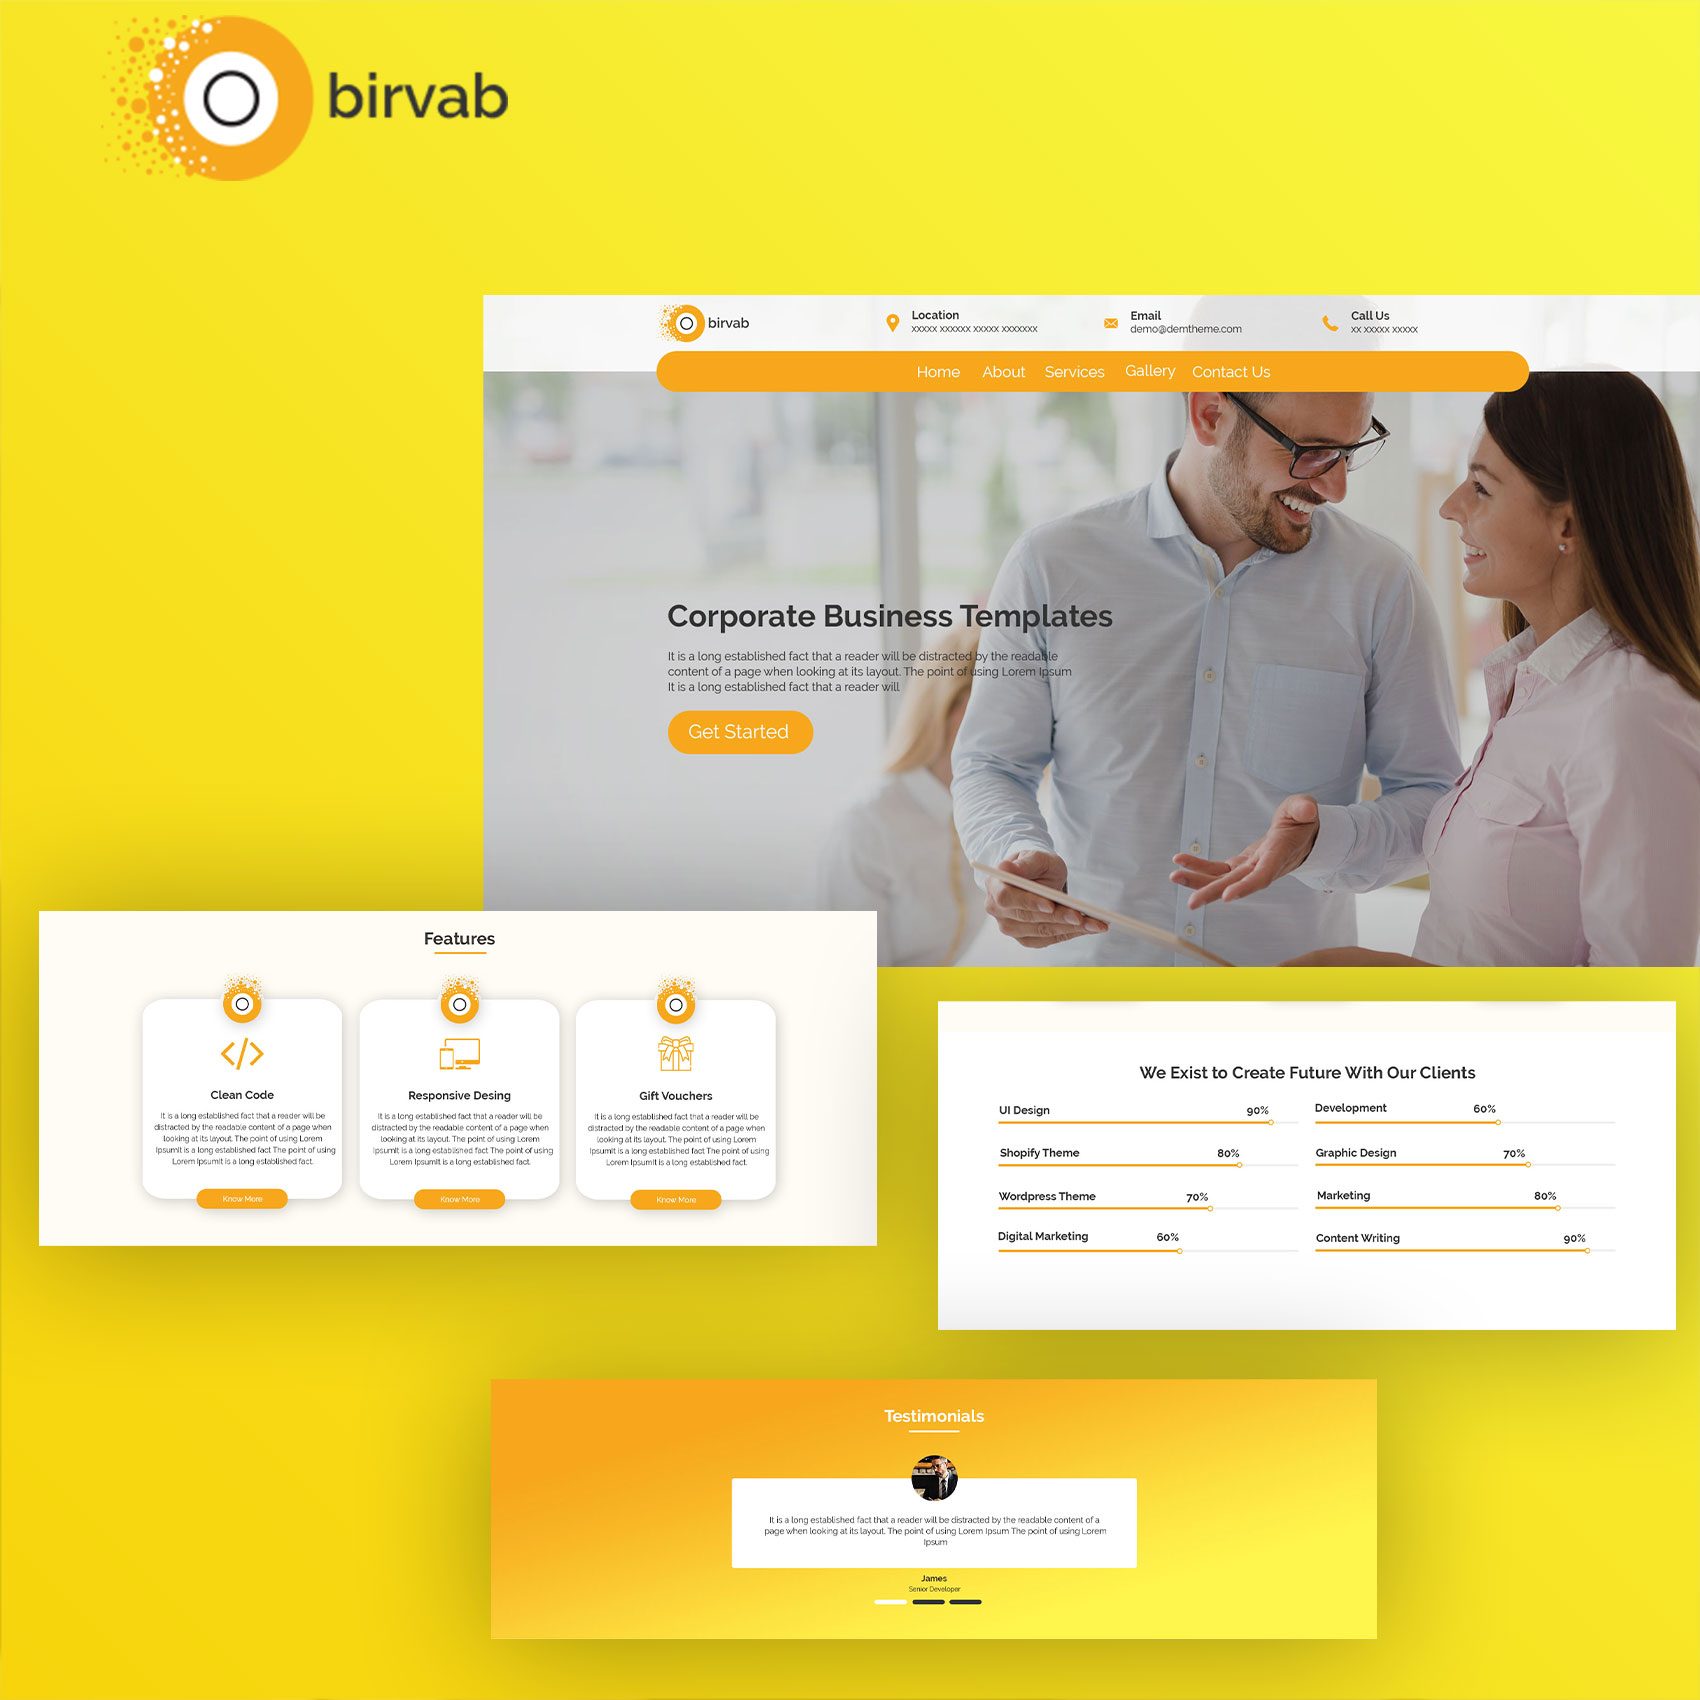 birvab
birvab
Location
xxxxx xxxxxx xxxxx xxxxxxx
Email
demo@demtheme.com
Call Us
xx xxxxx xxxxx
Home About Services Gallery Contact Us
Corporate Business Templates
It is a long established fact that a reader will be distracted by the readable
content of a page when looking at its layout. The point of using Lorem Ipsum
It is a long established fact that a reader will
Get Started
Features
Clean Code
It is a long established fact that a reader will be
distracted by the readable content of a page when
looking at its layout. The point of using Lorem
IpsumIt is a long established fact The point of using
Lorem IpsumIt is a long established fact.
Know More
Responsive Desing
It is a long established fact that a reader will be
distracted by the readable content of a page when
looking at its layout. The point of using Lorem
IpsumIt is a long established fact The point of using
Lorem IpsumIt is a long established fact.
Know More
Gift Vouchers
It is a long established fact that a reader will be
distracted by the readable content of a page when
looking at its layout. The point of using Lorem
IpsumIt is a long established fact The point of using
Lorem IpsumIt is a long established fact.
Know More
We Exist to Create Future With Our Clients
UI Design 90%
Shopify Theme 80%
Wordpress Theme 70%
Digital Marketing 60%
Development 60%
Graphic Design 70%
Marketing 80%
Content Writing 90%
Testimonials
It is a long established fact that a reader will be distracted by the readable content of a
page when looking at its layout. The point of using Lorem Ipsum The point of using Lorem
Ipsum
James
Senior Developer